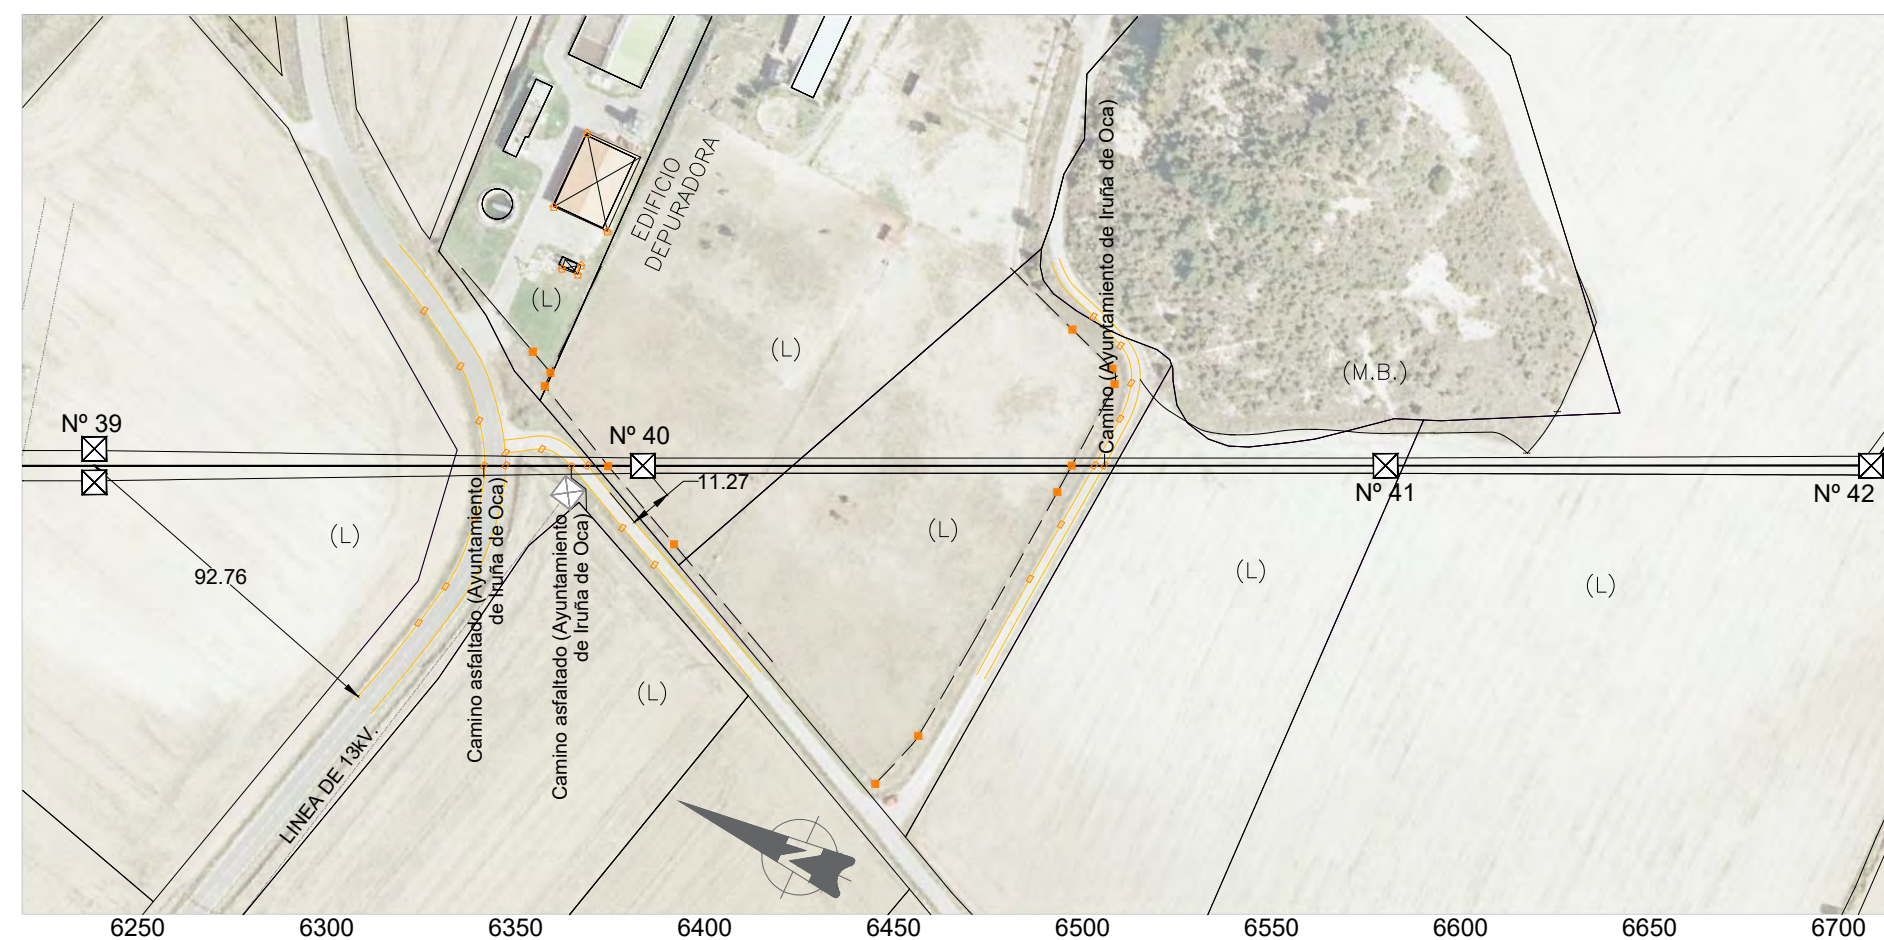 EDIFICIO
DEPURADORA
(L)
(L)
Camino (Ayuntamiento de Iruña de Oca)
(M.B.)
Nº 39
Nº 40
11.27
Nº 41
Nº 42
(L)
(L)
(L)
(L)
92.76
Camino asfaltado (Ayuntamiento
de Iruña de Oca)
Camino asfaltado (Ayuntamiento
de Iruña de Oca)
(L)
LINEA DE 13kV.
N
6250 6300 6350 6400 6450 6500 6550 6600 6650 6700